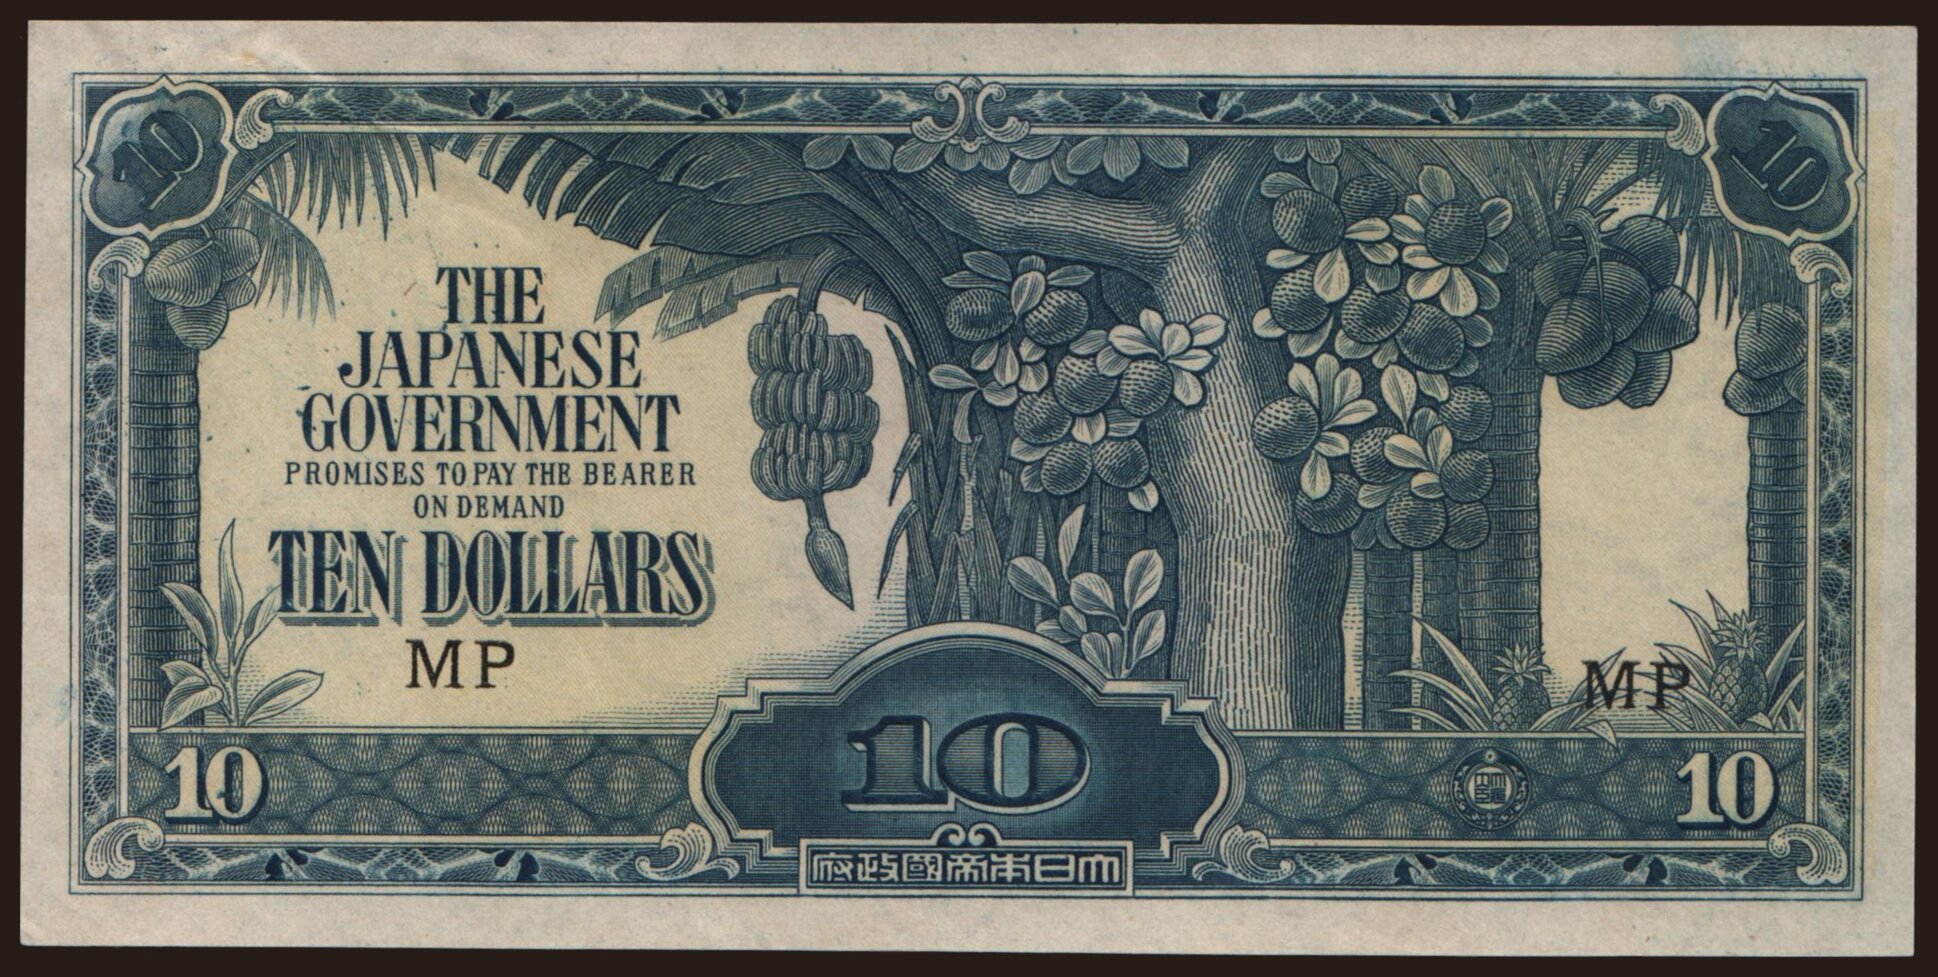 10
10
THE
JAPANESE
GOVERNMENT
PROMISES TO PAY THE BEARER
ON DEMAND
TEN DOLLARS
MP
MP
10
10
10
府政國帝本日大